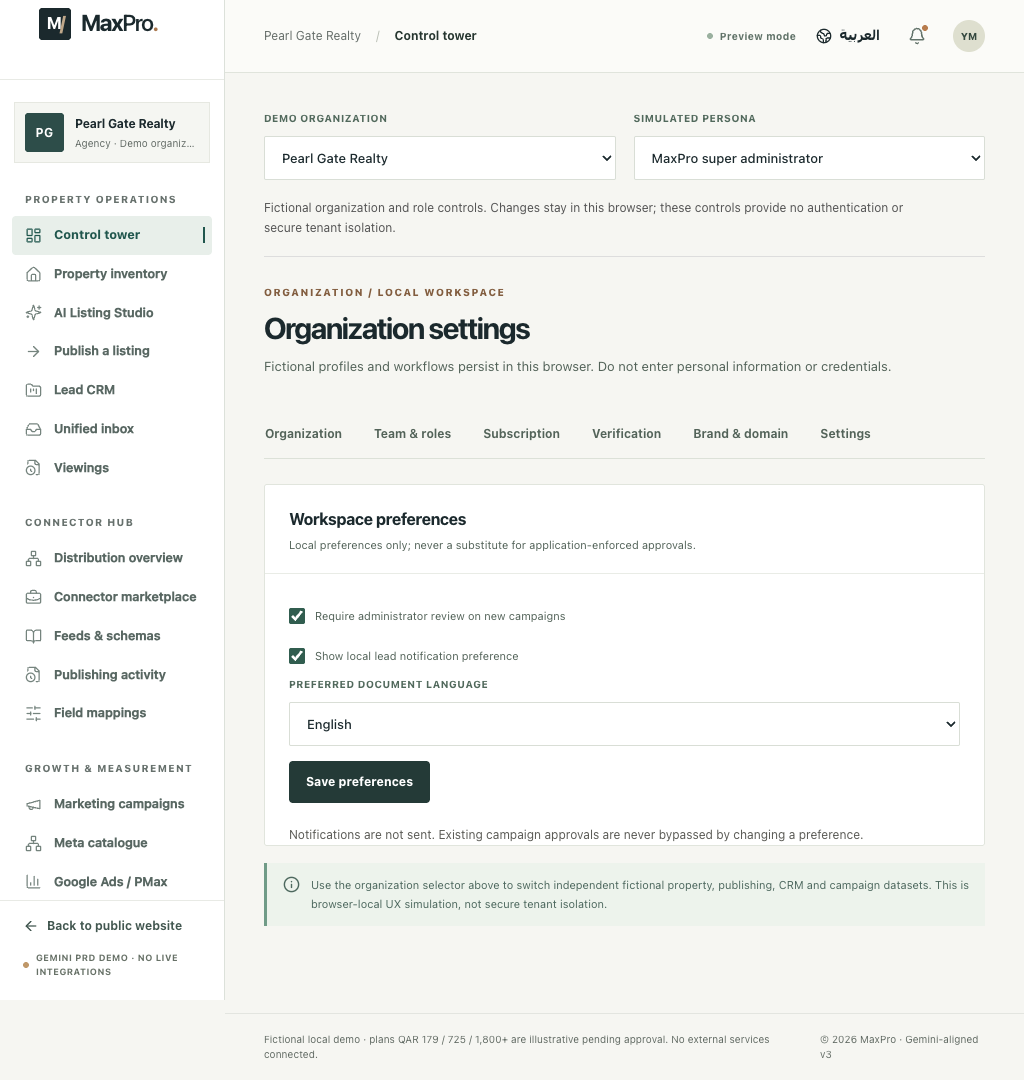 M/ MaxPro.
Pearl Gate Realty / Control tower
Preview mode
العربية
YM
PG
Pearl Gate Realty
Agency · Demo organiz...
PROPERTY OPERATIONS
Control tower
Property inventory
AI Listing Studio
Publish a listing
Lead CRM
Unified inbox
Viewings
CONNECTOR HUB
Distribution overview
Connector marketplace
Feeds & schemas
Publishing activity
Field mappings
GROWTH & MEASUREMENT
Marketing campaigns
Meta catalogue
Google Ads / PMax
Back to public website
GEMINI PRD DEMO · NO LIVE
INTEGRATIONS
DEMO ORGANIZATION
Pearl Gate Realty
SIMULATED PERSONA
MaxPro super administrator
Fictional organization and role controls. Changes stay in this browser; these controls provide no authentication or
secure tenant isolation.
ORGANIZATION / LOCAL WORKSPACE
Organization settings
Fictional profiles and workflows persist in this browser. Do not enter personal information or credentials.
Organization
Team & roles
Subscription
Verification
Brand & domain
Settings
Workspace preferences
Local preferences only; never a substitute for application-enforced approvals.
Require administrator review on new campaigns
Show local lead notification preference
PREFERRED DOCUMENT LANGUAGE
English
Save preferences
Notifications are not sent. Existing campaign approvals are never bypassed by changing a preference.
Use the organization selector above to switch independent fictional property, publishing, CRM and campaign datasets. This is
browser-local UX simulation, not secure tenant isolation.
Fictional local demo · plans QAR 179 / 725 / 1,800+ are illustrative pending approval. No external services
connected.
© 2026 MaxPro · Gemini-aligned
v3